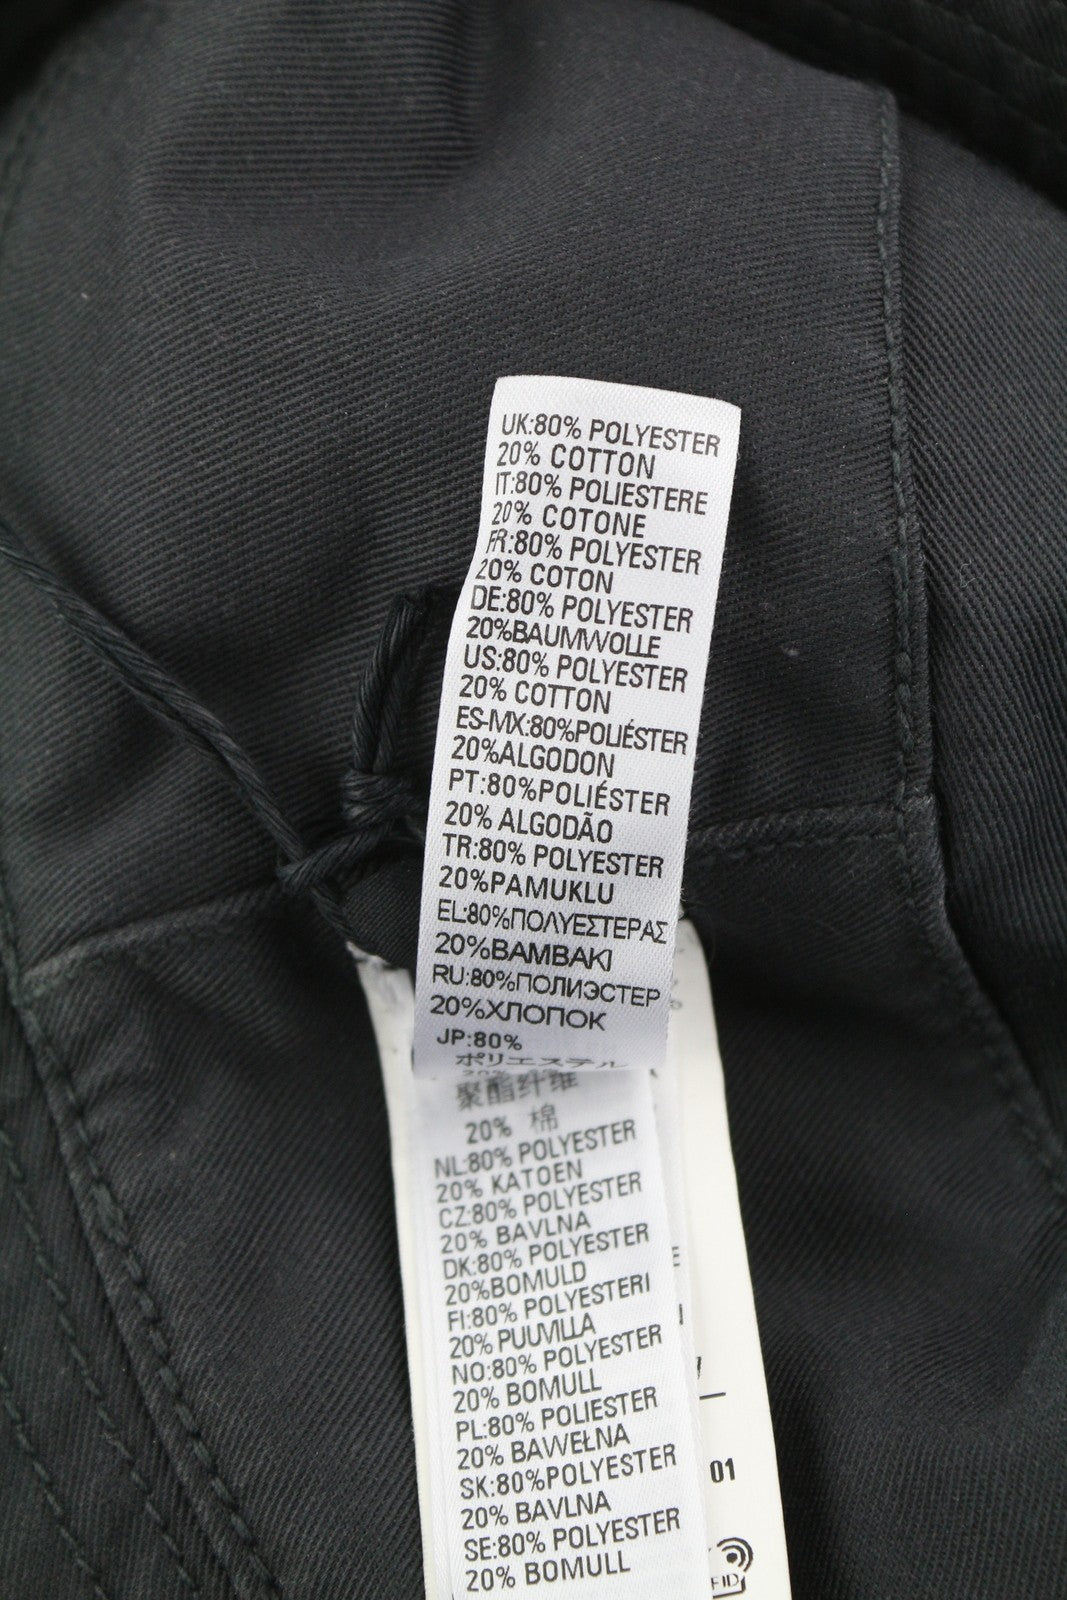 UK:80% POLYESTER
20% COTTON
IT:80% POLIESTERE
20% COTONE
FR:80% POLYESTER
20% COTON
DE:80% POLYESTER
20%BAUMWOLLE
US:80% POLYESTER
20% COTTON
ES-MX:80%POLIÉSTER
20%ALGODON
PT:80%POLIÉSTER
20% ALGODÃO
TR:80% POLYESTER
20%PAMUKLU
EL:80%ΠΟΛΥΕΣΤΕΡΑΣ
20%ΒΑΜΒΑΚΙ
RU:80%ПОЛИЭСТЕР
20%ХЛОПОК
JP:80%
ポリエステル
聚酯纤维
20% 棉
NL:80% POLYESTER
20% KATOEN
CZ:80% POLYESTER
20% BAVLNA
DK:80% POLYESTER
20%BOMULD
FI:80% POLYESTERI
20% PUUVILLA
NO:80% POLYESTER
20% BOMULL
PL:80% POLIESTER
20% BAWEŁNA
SK:80%POLYESTER
20% BAVLNA
SE:80% POLYESTER
20% BOMULL
E
01
FID